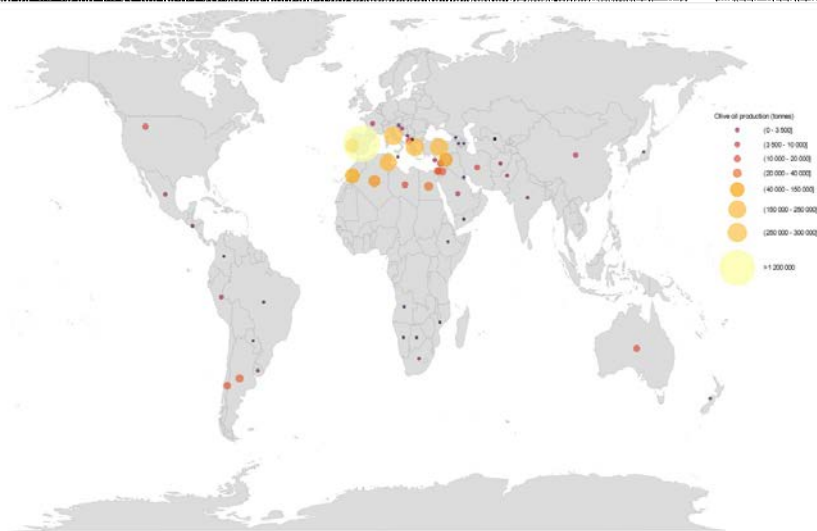 Olive oil production (tonnes)
(0 - 3 500]
(3 500 - 10 000]
(10 000 - 20 000]
(20 000 - 40 000]
(40 000 - 150 000]
(150 000 - 250 000]
(250 000 - 300 000]
>1 200 000